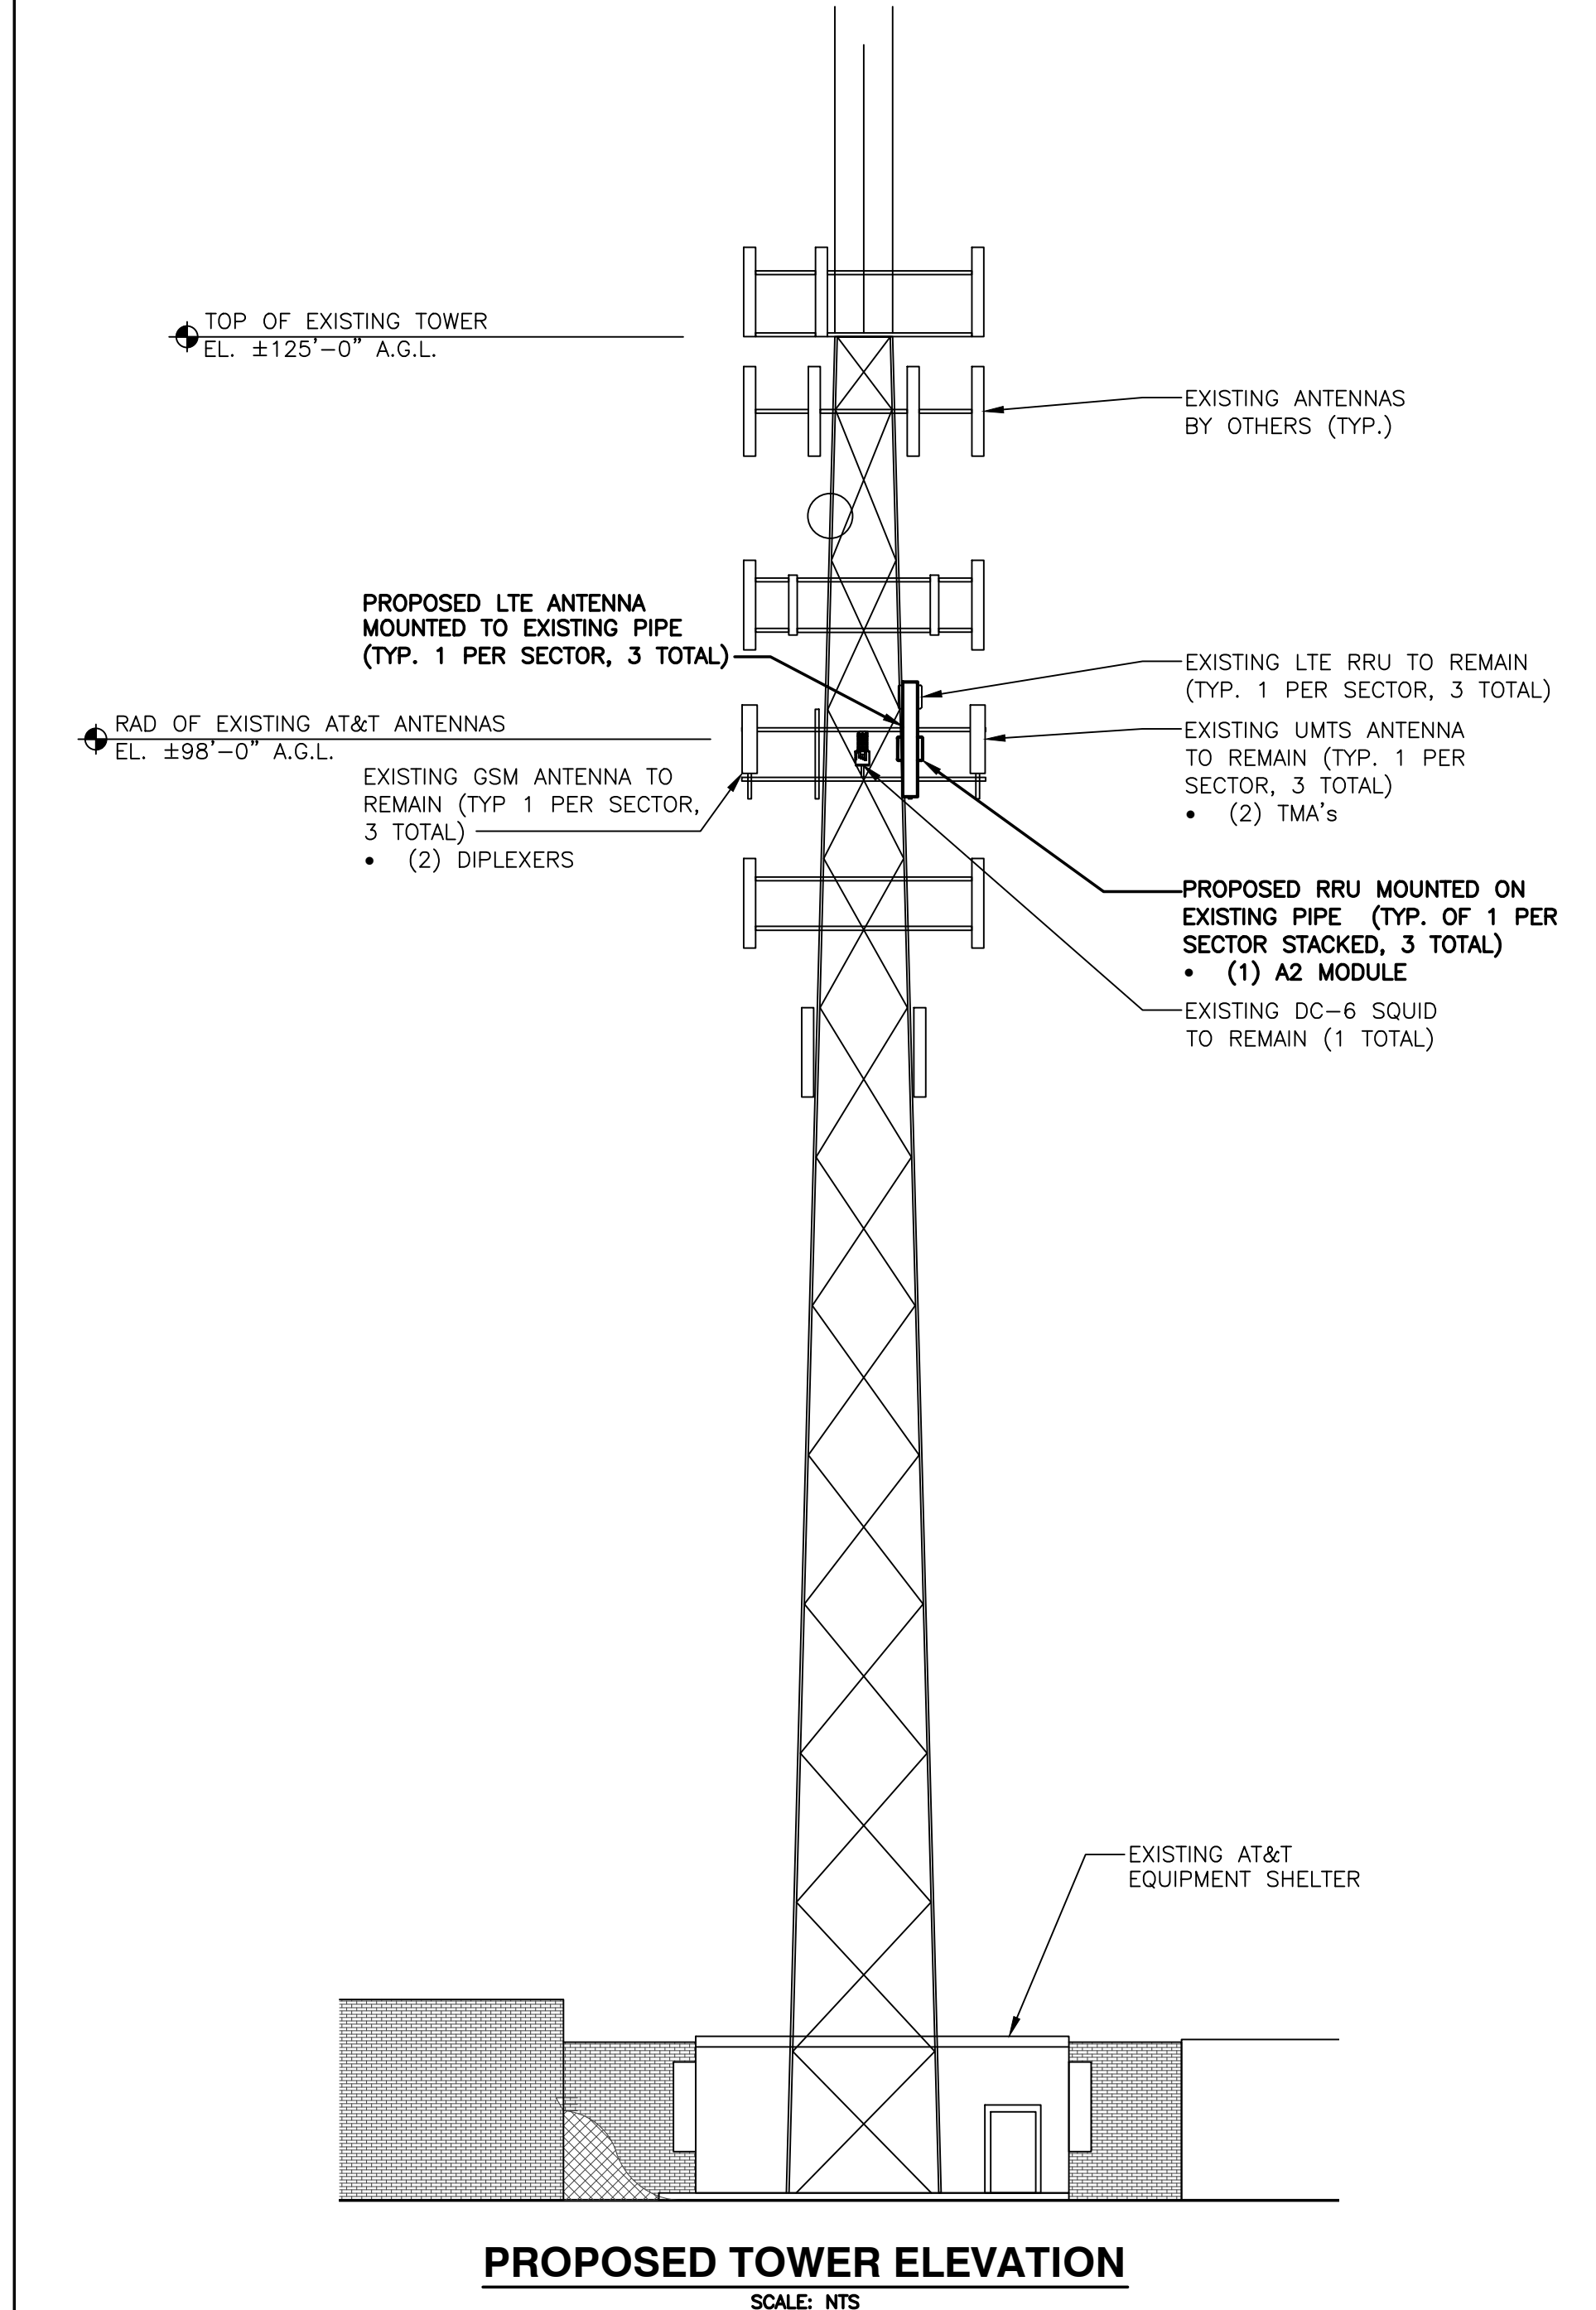 TOP OF EXISTING TOWER
EL. ±125'-0" A.G.L.
EXISTING ANTENNAS
BY OTHERS (TYP.)
PROPOSED LTE ANTENNA
MOUNTED TO EXISTING PIPE
(TYP. 1 PER SECTOR, 3 TOTAL)
EXISTING LTE RRU TO REMAIN
(TYP. 1 PER SECTOR, 3 TOTAL)
RAD OF EXISTING AT&T ANTENNAS
EL. ±98'-0" A.G.L.
EXISTING UMTS ANTENNA
TO REMAIN (TYP. 1 PER
SECTOR, 3 TOTAL)
• (2) TMA's
EXISTING GSM ANTENNA TO
REMAIN (TYP 1 PER SECTOR,
3 TOTAL)
• (2) DIPLEXERS
PROPOSED RRU MOUNTED ON
EXISTING PIPE (TYP. OF 1 PER
SECTOR STACKED, 3 TOTAL)
• (1) A2 MODULE
EXISTING DC-6 SQUID
TO REMAIN (1 TOTAL)
EXISTING AT&T
EQUIPMENT SHELTER
PROPOSED TOWER ELEVATION
SCALE: NTS